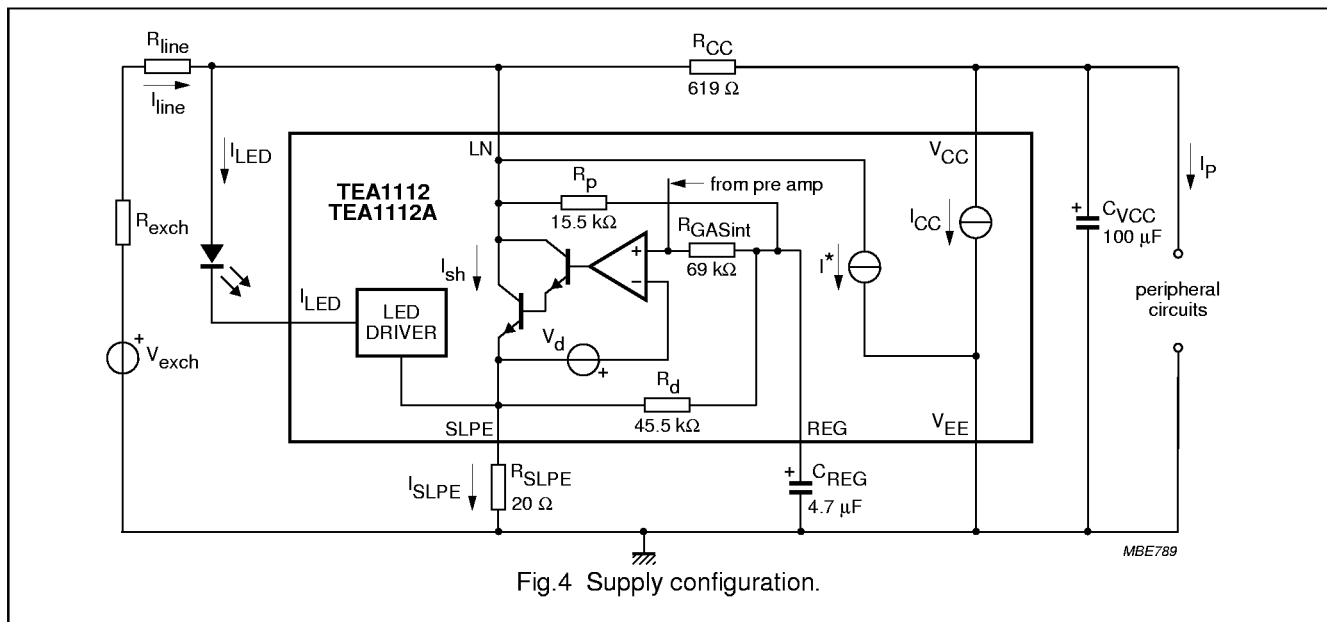 R_line
I_line
R_CC
619 Ω
I_LED
LN
V_CC
I_P
TEA1112
TEA1112A
R_p
15.5 kΩ
from pre amp
R_exch
R_GASint
69 kΩ
I_CC
C_VCC
100 μF
I_sh
+
−
I*
+
peripheral
circuits
I_LED
LED
DRIVER
V_d
+
+
V_exch
R_d
45.5 kΩ
SLPE
REG
V_EE
I_SLPE
R_SLPE
20 Ω
+
C_REG
4.7 μF
MBE789
Fig.4 Supply configuration.